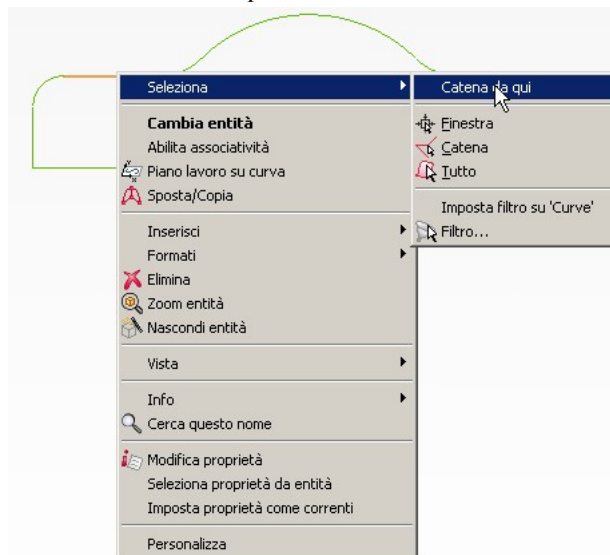 Seleziona
Catena da qui
Cambia entità
Abilita associatività
Piano lavoro su curva
Sposta/Copia
Inserisci
Formati
Elimina
Zoom entità
Nascondi entità
Vista
Info
Cerca questo nome
Modifica proprietà
Seleziona proprietà da entità
Imposta proprietà come correnti
Personalizza
Finestra
Catena
Tutto
Imposta filtro su 'Curve'
Filtro...